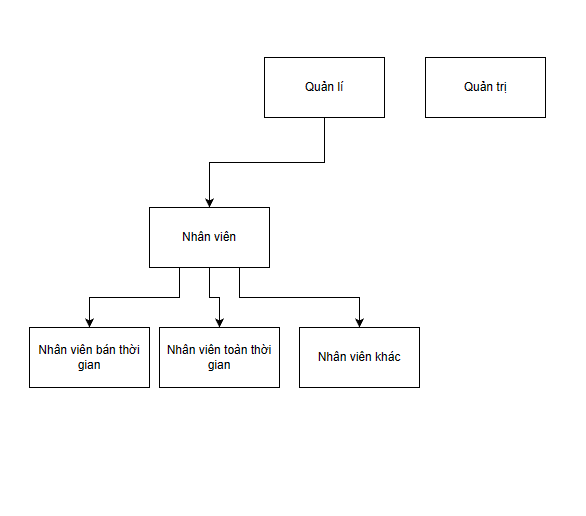 Quản lí
Quản trị
Nhân viên
Nhân viên bán thời
gian
Nhân viên toàn thời
gian
Nhân viên khác